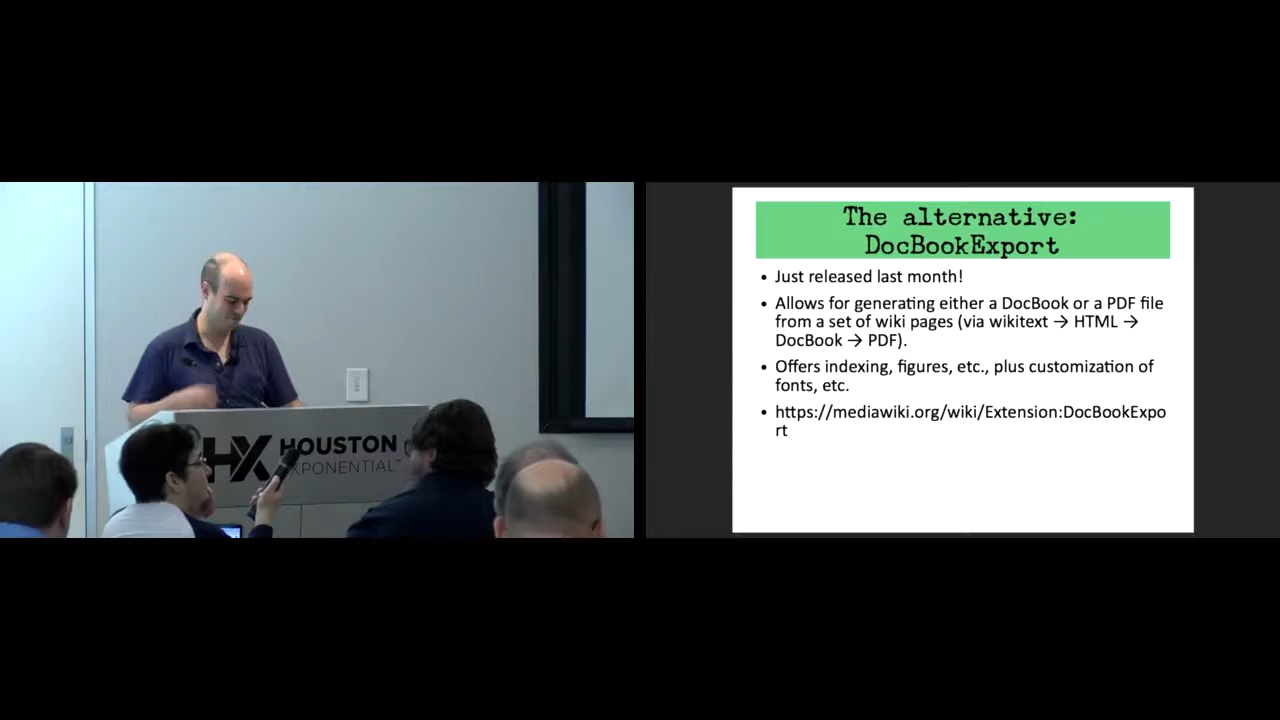 HX HOUSTON
EXPONENTIAL
The alternative:
DocBookExport
• Just released last month!
• Allows for generating either a DocBook or a PDF file
from a set of wiki pages (via wikitext → HTML →
DocBook → PDF).
• Offers indexing, figures, etc., plus customization of
fonts, etc.
• https://mediawiki.org/wiki/Extension:DocBookExpo
rt